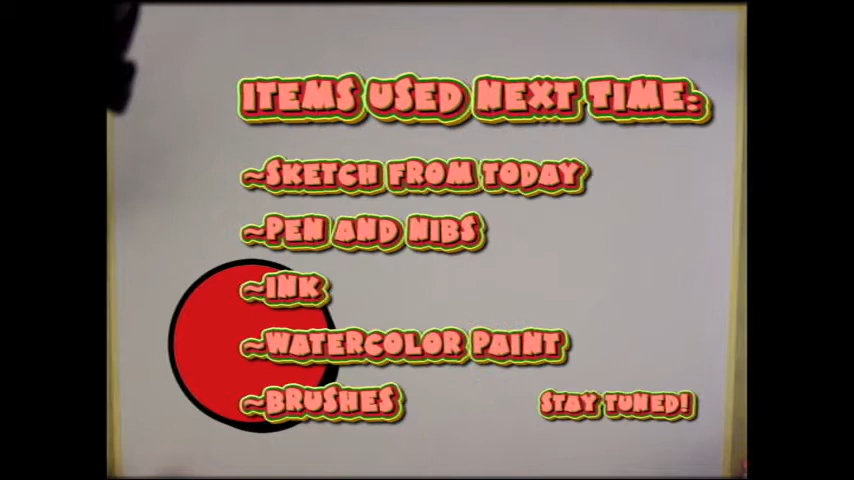 ITEMS USED NEXT TIME:
~SKETCH FROM TODAY
~PEN AND NIBS
~INK
~WATERCOLOR PAINT
~BRUSHES
STAY TUNED!